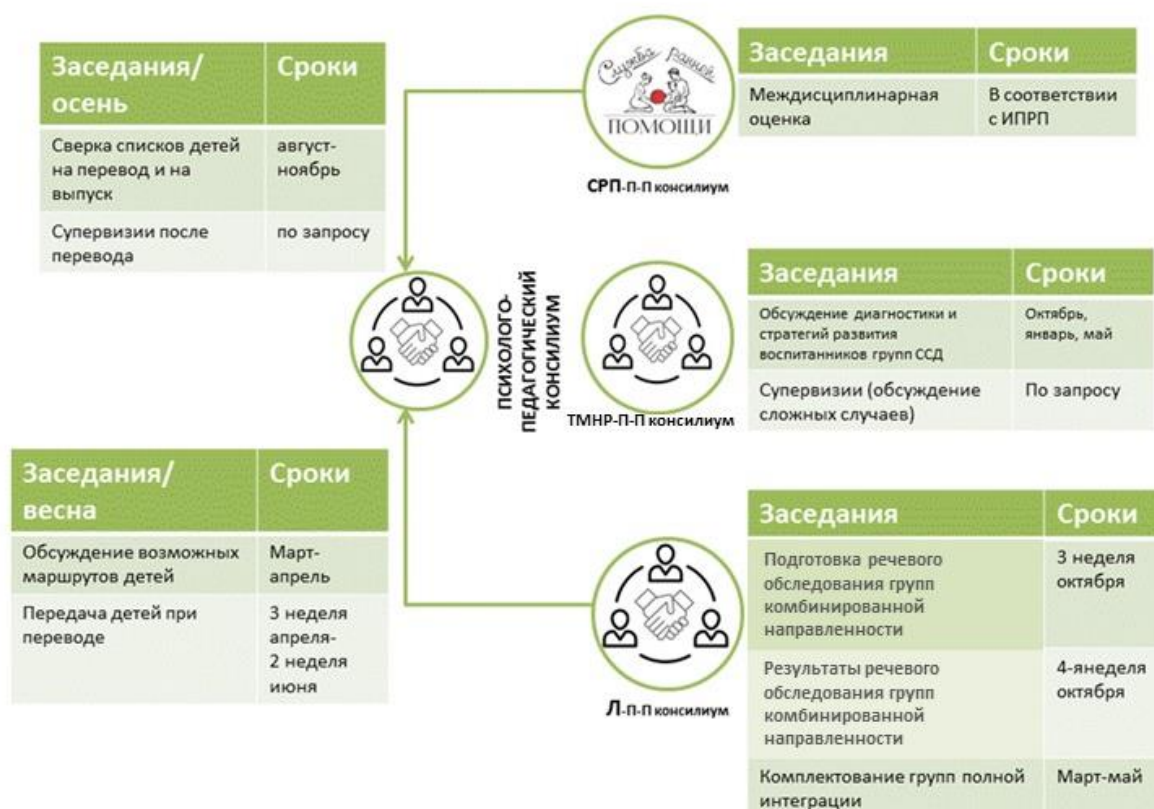 Заседания/
осень
Сроки
Сверка списков детей
на перевод и на
выпуск
август-
ноябрь
Супервизии после
перевода
по запросу
Служба ранней
ПОМОЩИ
СРП-П-П консилиум
Заседания
Сроки
Междисциплинарная
оценка
В соответствии
с ИПРП
ПСИХОЛОГО-
ПЕДАГОГИЧЕСКИЙ
КОНСИЛИУМ
ТМНР-П-П консилиум
Заседания
Сроки
Обсуждение диагностики и
стратегий развития
воспитанников групп ССД
Октябрь,
январь, май
Супервизии (обсуждение
сложных случаев)
По запросу
Заседания/
весна
Сроки
Обсуждение возможных
маршрутов детей
Март-
апрель
Передача детей при
переводе
3 неделя
апреля-
2 неделя
июня
Л-П-П консилиум
Заседания
Сроки
Подготовка речевого
обследования групп
комбинированной
направленности
3 неделя
октября
Результаты речевого
обследования групп
комбинированной
направленности
4-янеделя
октября
Комплектование групп полной
интеграции
Март-май